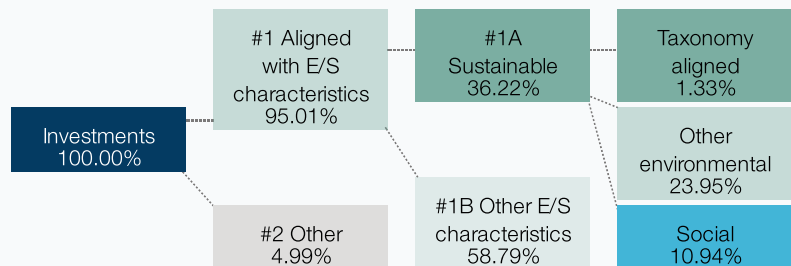 Investments
100.00%
#1 Aligned
with E/S
characteristics
95.01%
#2 Other
4.99%
#1A
Sustainable
36.22%
#1B Other E/S
characteristics
58.79%
Taxonomy
aligned
1.33%
Other
environmental
23.95%
Social
10.94%